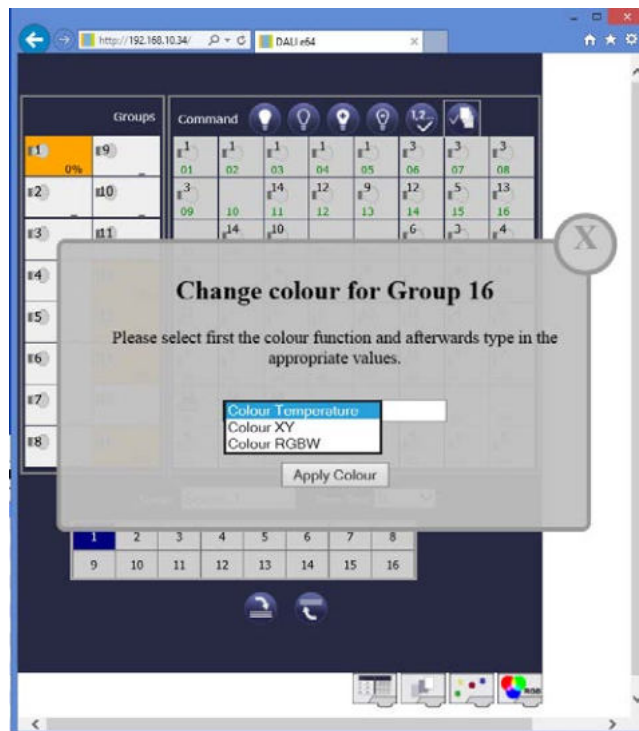 http://192.168.10.34/
DALI e64
Groups
Command
1,2...
1 9 1 1 1 1 1 3 3 3
0% 01 02 03 04 05 06 07 08
2 10 3 14 12 9 12 5 13
09 10 11 12 13 14 15 16
3 11 14 10 6 3 4
X
Change colour for Group 16
4
5
Please select first the colour function and afterwards type in the
appropriate values.
6
7
Colour Temperature
Colour XY
8
Colour RGBW
Apply Colour
1 2 3 4 5 6 7 8
9 10 11 12 13 14 15 16
RGB